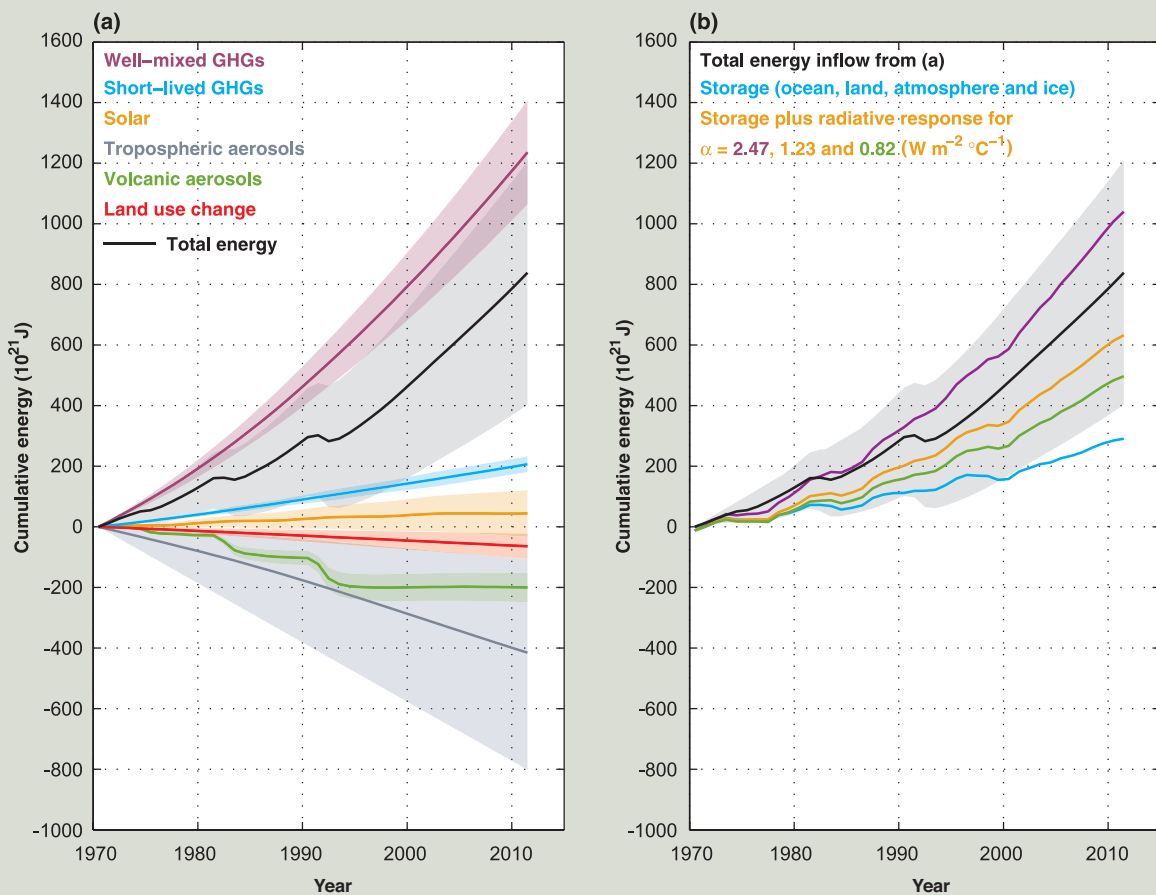 (a)
1600
1400
1200
1000
800
600
400
200
0
-200
-400
-600
-800
-1000
Cumulative energy (10²¹ J)
Well–mixed GHGs
Short–lived GHGs
Solar
Tropospheric aerosols
Volcanic aerosols
Land use change
Total energy
1970 1980 1990 2000 2010
Year
(b)
1600
1400
1200
1000
800
600
400
200
0
-200
-400
-600
-800
-1000
Cumulative energy (10²¹ J)
Total energy inflow from (a)
Storage (ocean, land, atmosphere and ice)
Storage plus radiative response for
α = 2.47, 1.23 and 0.82 (W m⁻² °C⁻¹)
1970 1980 1990 2000 2010
Year